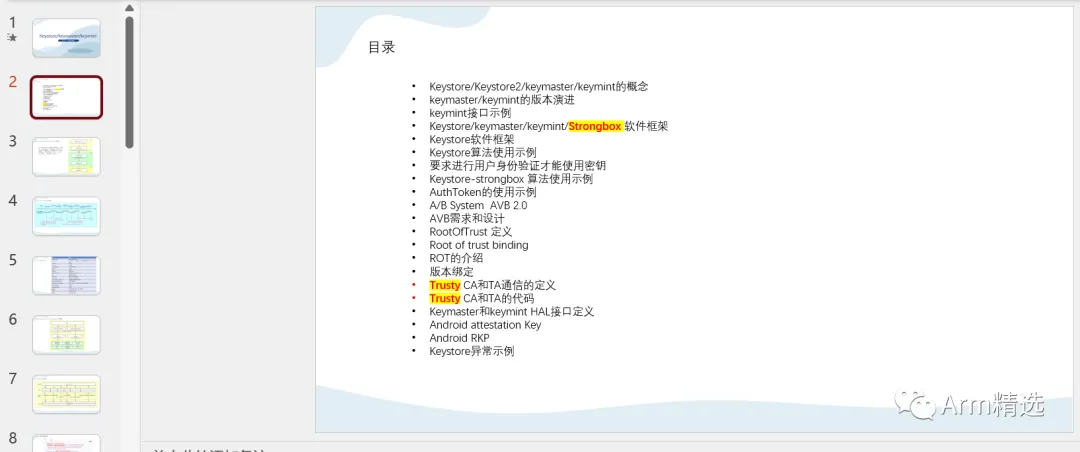 1
Keystore/keymaster/keymint
2
3
4
5
6
7
8
目录
• Keystore/Keystore2/keymaster/keymint的概念
• keymaster/keymint的版本演进
• keymint接口示例
• Keystore/keymaster/keymint/Strongbox 软件框架
• Keystore软件框架
• Keystore算法使用示例
• 要求进行用户身份验证才能使用密钥
• Keystore-strongbox 算法使用示例
• AuthToken的使用示例
• A/B System AVB 2.0
• AVB需求和设计
• RootOfTrust 定义
• Root of trust binding
• ROT的介绍
• 版本绑定
• Trusty CA和TA通信的定义
• Trusty CA和TA的代码
• Keymaster和keymint HAL接口定义
• Android attestation Key
• Android RKP
• Keystore异常示例
Arm精选